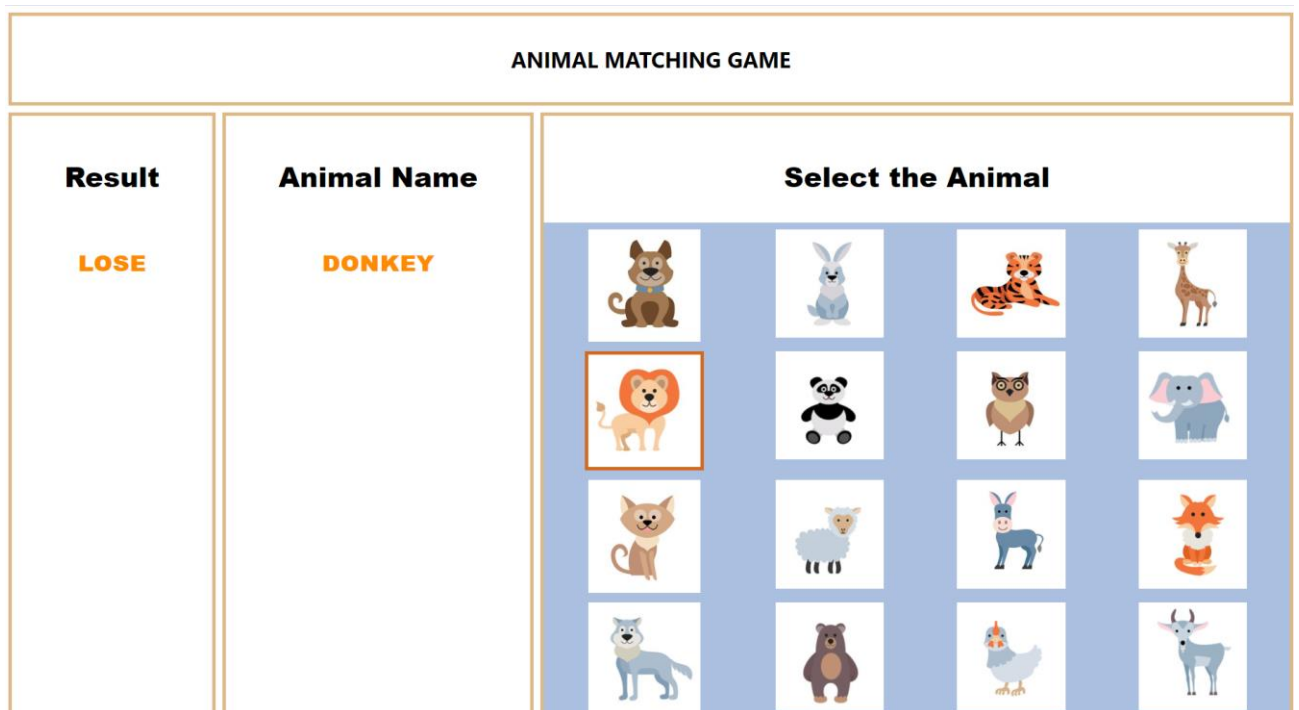 ANIMAL MATCHING GAME
Result
LOSE
Animal Name
DONKEY
Select the Animal